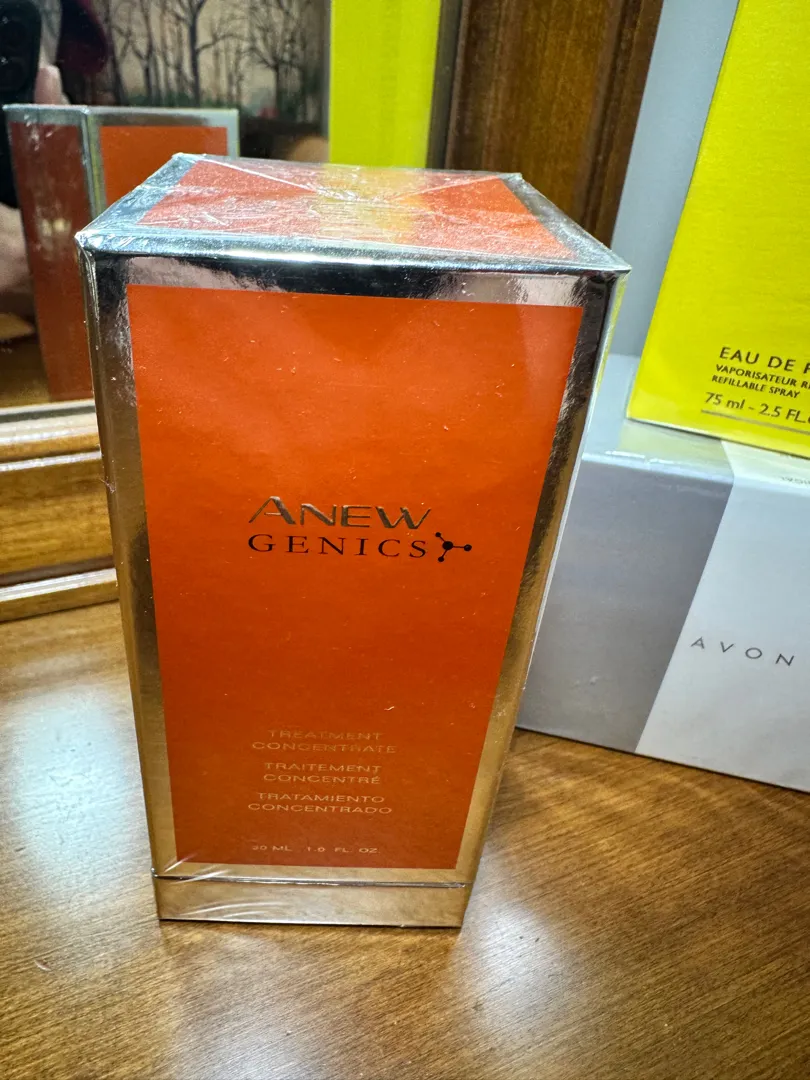 ANEW
GENICS
TREATMENT
CONCENTRATE
TRAITEMENT
CONCENTRÉ
TRATAMIENTO
CONCENTRADO
ML 1.0 FL. OZ.
EAU DE
VAPORISATEUR
REFILLABLE SPRAY
75 ml - 2.5 FL.
AVON